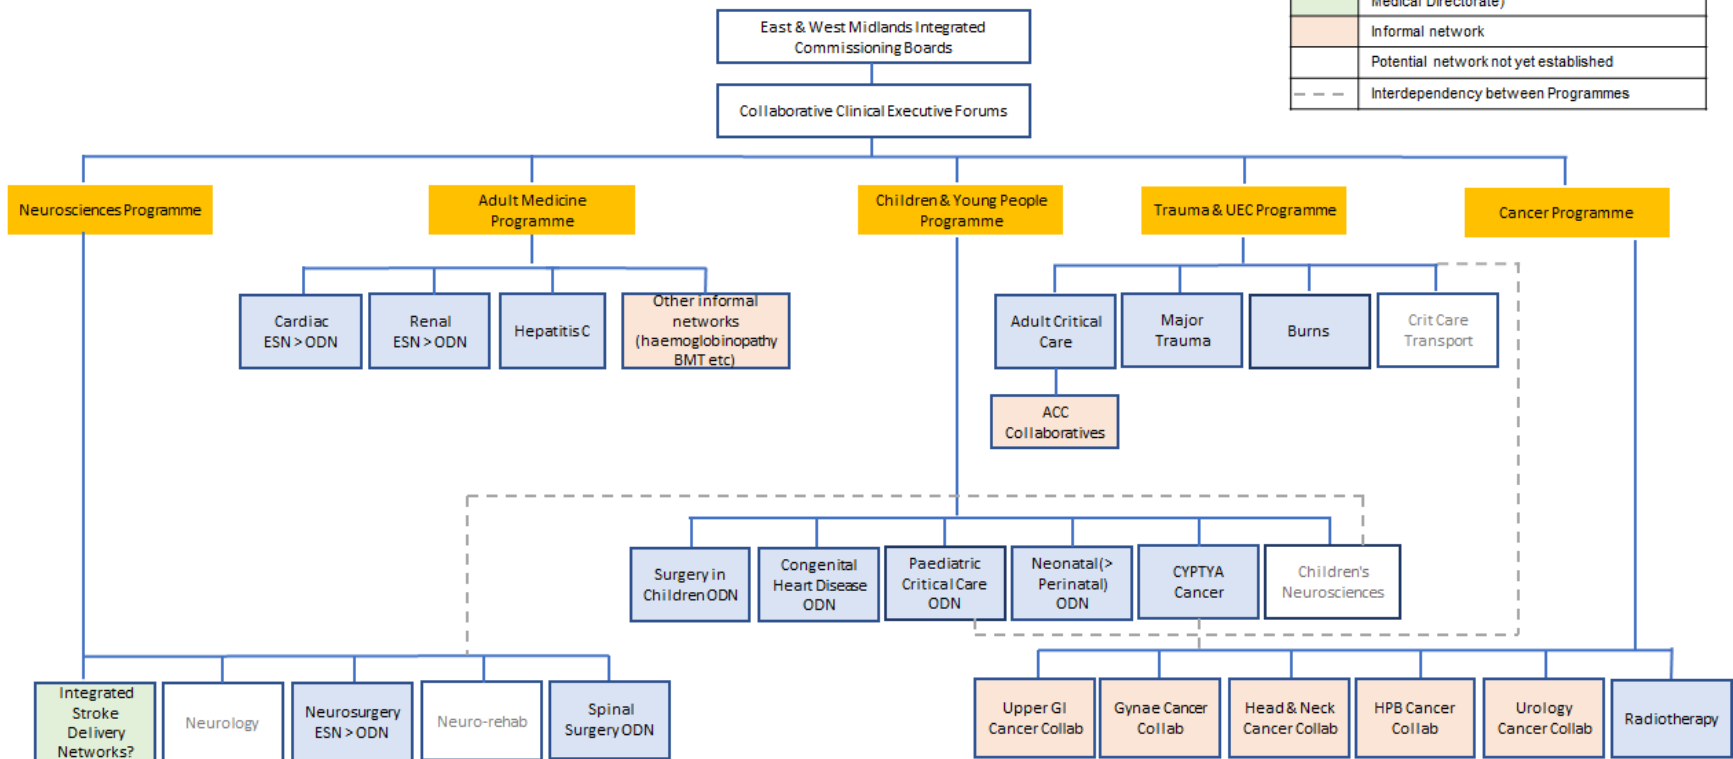 Medical Directorate)
Informal network
Potential network not yet established
Interdependency between Programmes
East & West Midlands Integrated
Commissioning Boards
Collaborative Clinical Executive Forums
Neurosciences Programme
Adult Medicine
Programme
Children & Young People
Programme
Trauma & UEC Programme
Cancer Programme
Cardiac
ESN > ODN
Renal
ESN > ODN
Hepatitis C
Other informal
networks
(haemoglobinopathy
BMT etc)
Adult Critical
Care
Major
Trauma
Burns
Crit Care
Transport
ACC
Collaboratives
Surgery in
Children ODN
Congenital
Heart Disease
ODN
Paediatric
Critical Care
ODN
Neonatal (>
Perinatal)
ODN
CYPTYA
Cancer
Children's
Neurosciences
Integrated
Stroke
Delivery
Networks?
Neurology
Neurosurgery
ESN > ODN
Neuro-rehab
Spinal
Surgery ODN
Upper GI
Cancer Collab
Gynae Cancer
Collab
Head & Neck
Cancer Collab
HPB Cancer
Collab
Urology
Cancer Collab
Radiotherapy